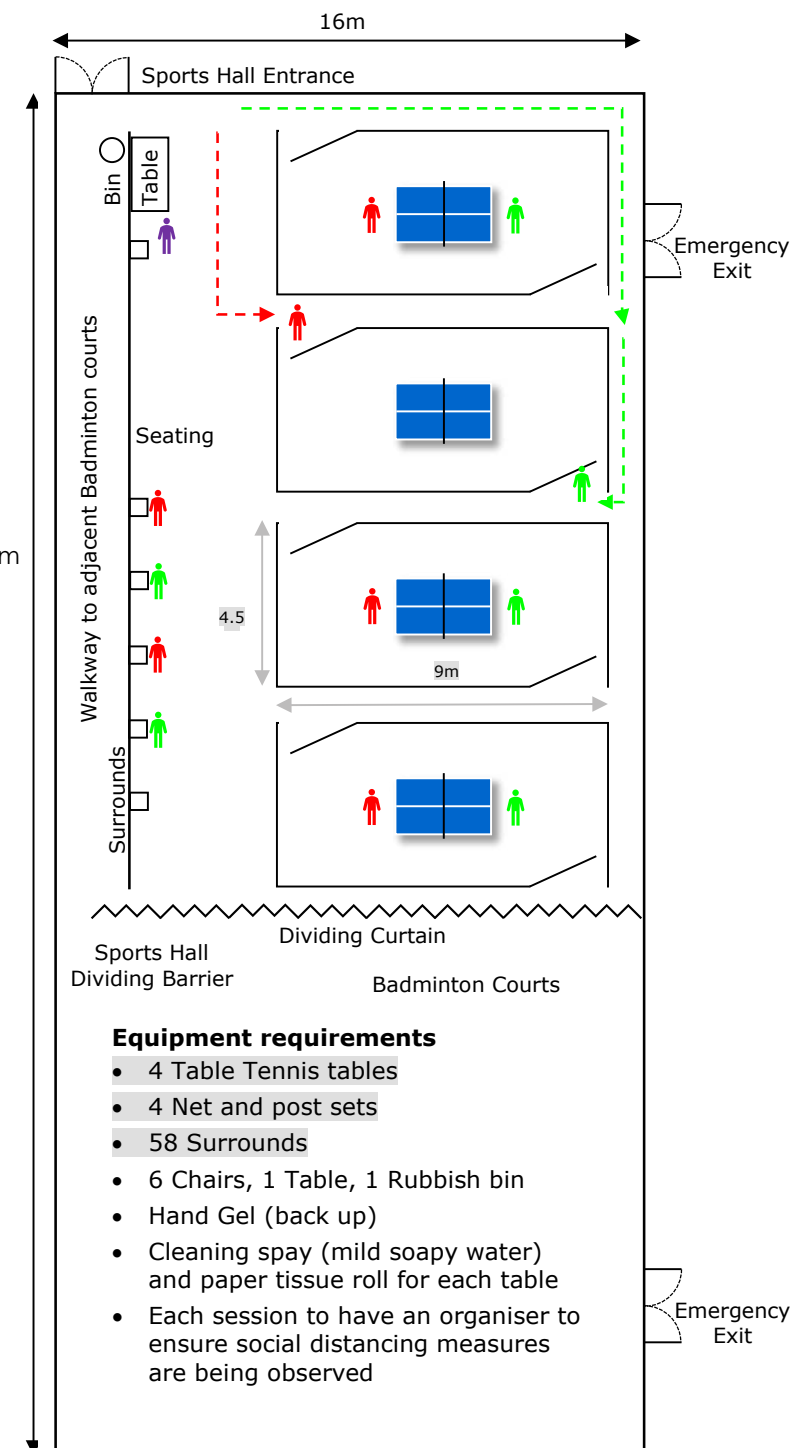 16m
Sports Hall Entrance
Bin
Table
Emergency
Exit
Walkway to adjacent Badminton courts
Seating
m
4.5
9m
Surrounds
Dividing Curtain
Sports Hall
Dividing Barrier
Badminton Courts
Equipment requirements
• 4 Table Tennis tables
• 4 Net and post sets
• 58 Surrounds
• 6 Chairs, 1 Table, 1 Rubbish bin
• Hand Gel (back up)
• Cleaning spay (mild soapy water)
and paper tissue roll for each table
• Each session to have an organiser to
ensure social distancing measures
are being observed
Emergency
Exit